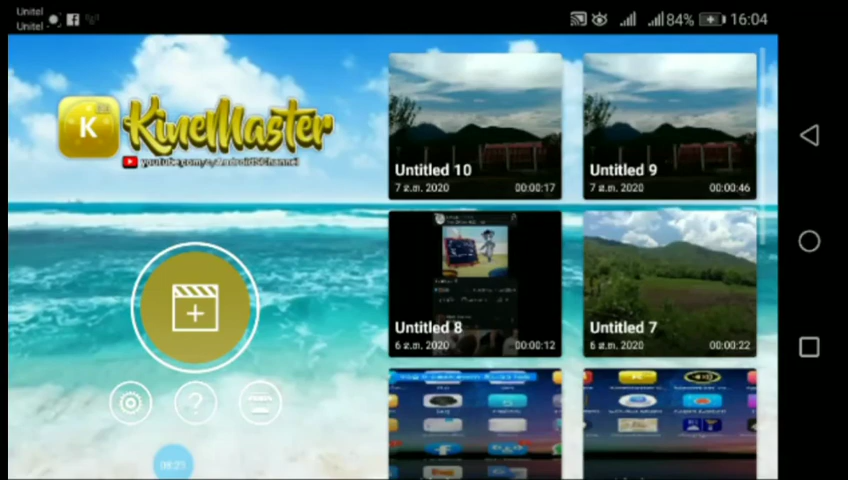 Unitel
Unitel
84%
16:04
K
KineMaster
Untitled 10
7 ส.ค. 2020
00:00:17
Untitled 9
7 ส.ค. 2020
00:00:46
Untitled 8
6 ส.ค. 2020
00:00:12
Untitled 7
6 ส.ค. 2020
00:00:22